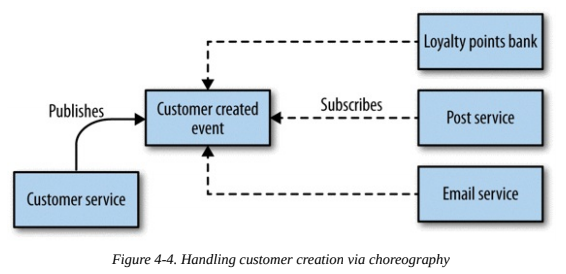 Loyalty points bank
Publishes
Customer created
event
Subscribes
Post service
Customer service
Email service
Figure 4-4. Handling customer creation via choreography